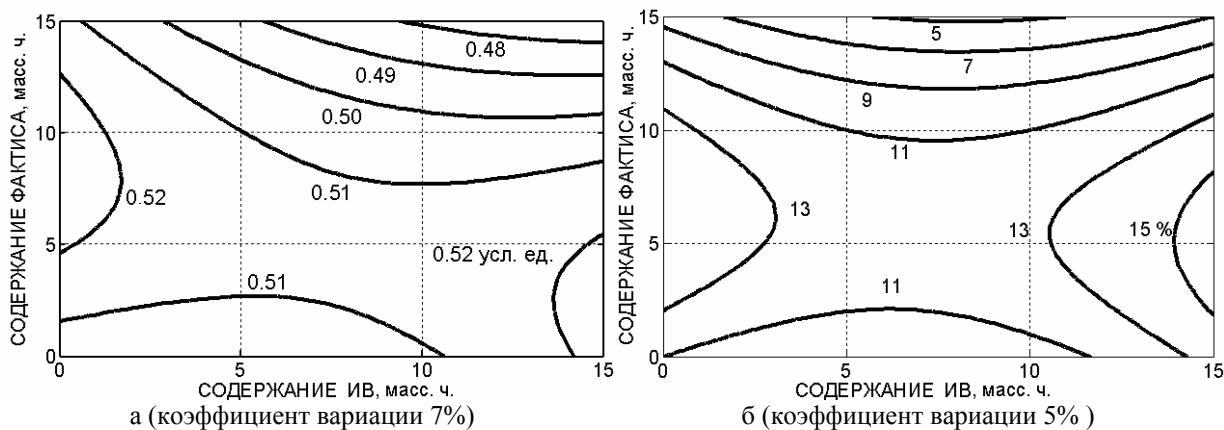 СОДЕРЖАНИЕ ФАКТИСА, масс. ч.
15
10
5
0
0.48
0.49
0.50
0.51
0.52
0.52 усл. ед.
0.51
0 5 10 15
СОДЕРЖАНИЕ ИВ, масс. ч.
а (коэффициент вариации 7%)
СОДЕРЖАНИЕ ФАКТИСА, масс. ч.
15
10
5
0
5
7
9
11
13
13
15 %
11
0 5 10 15
СОДЕРЖАНИЕ ИВ, масс. ч.
б (коэффициент вариации 5% )